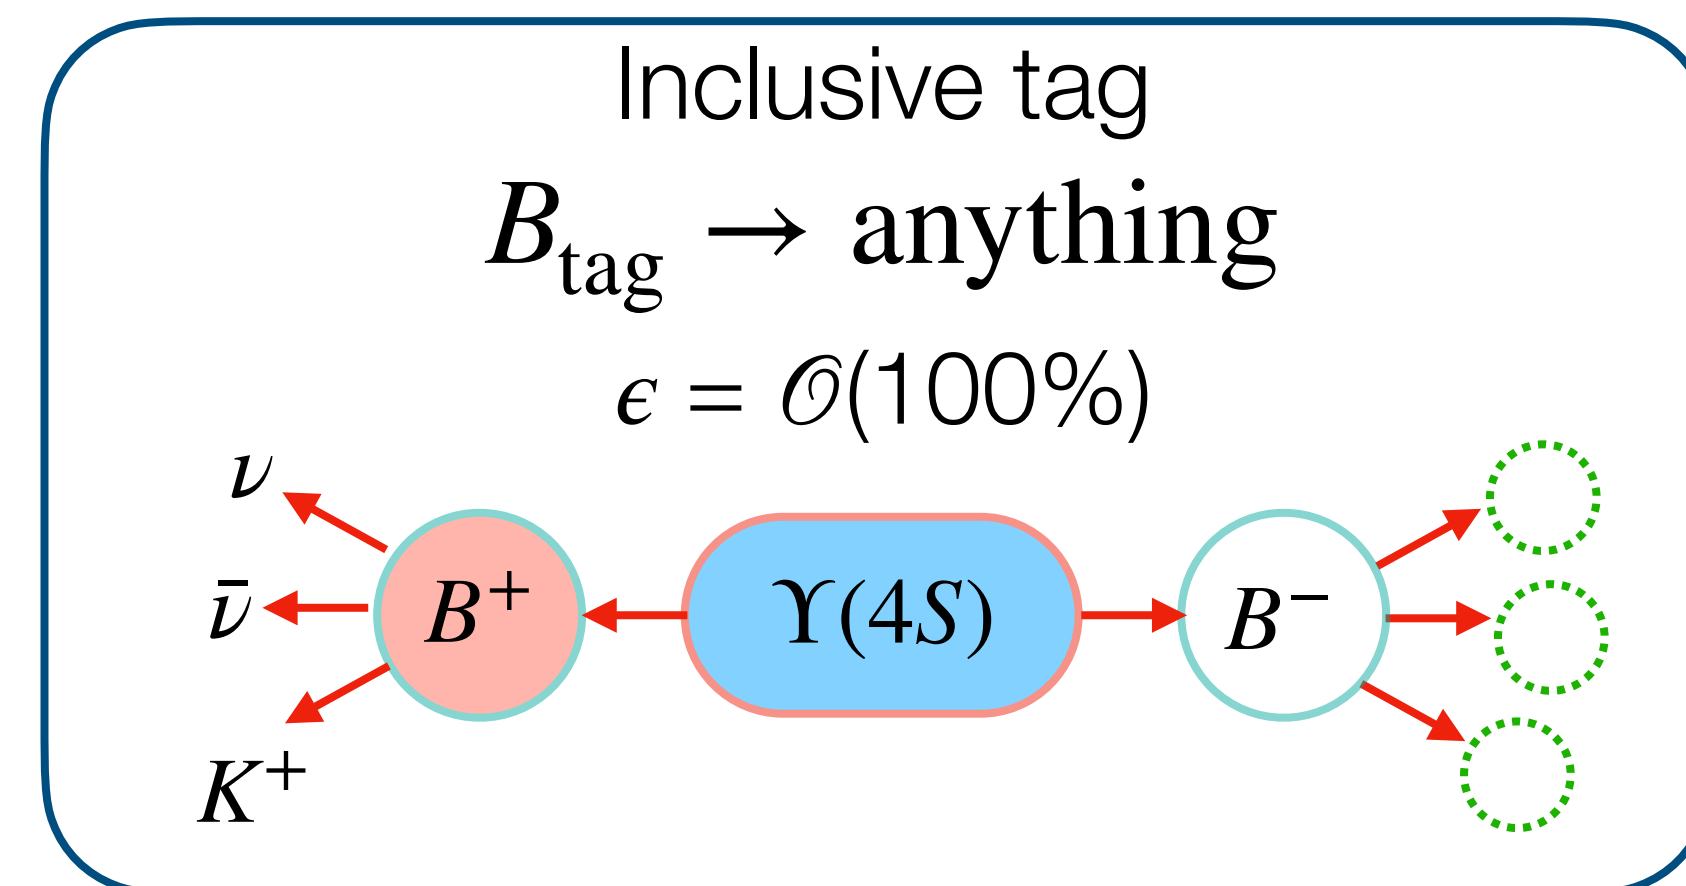 Inclusive tag
B_tag → anything
ϵ = 𝒪(100%)
ν
ν̄
B⁺
Υ(4S)
B⁻
K⁺